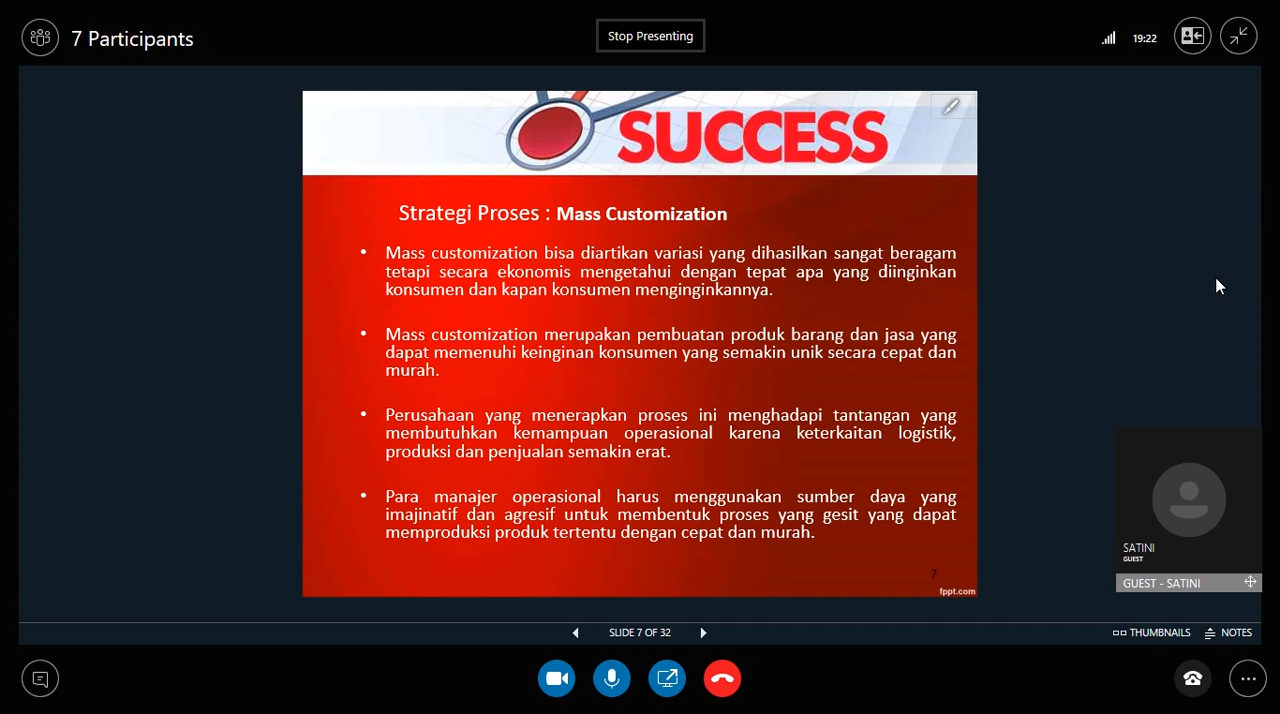 7 Participants
Stop Presenting
19:22
SUCCESS
Strategi Proses : Mass Customization
• Mass customization bisa diartikan variasi yang dihasilkan sangat beragam
tetapi secara ekonomis mengetahui dengan tepat apa yang diinginkan
konsumen dan kapan konsumen menginginkannya.
• Mass customization merupakan pembuatan produk barang dan jasa yang
dapat memenuhi keinginan konsumen yang semakin unik secara cepat dan
murah.
• Perusahaan yang menerapkan proses ini menghadapi tantangan yang
membutuhkan kemampuan operasional karena keterkaitan logistik,
produksi dan penjualan semakin erat.
• Para manajer operasional harus menggunakan sumber daya yang
imajinatif dan agresif untuk membentuk proses yang gesit yang dapat
memproduksi produk tertentu dengan cepat dan murah.
7
fppt.com
SATINI
GUEST
GUEST - SATINI
SLIDE 7 OF 32
THUMBNAILS
NOTES